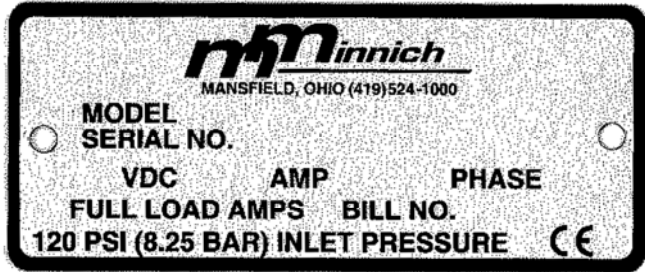 Minnich
MANSFIELD, OHIO (419)524-1000
MODEL
SERIAL NO.
VDC AMP PHASE
FULL LOAD AMPS BILL NO.
120 PSI (8.25 BAR) INLET PRESSURE CE